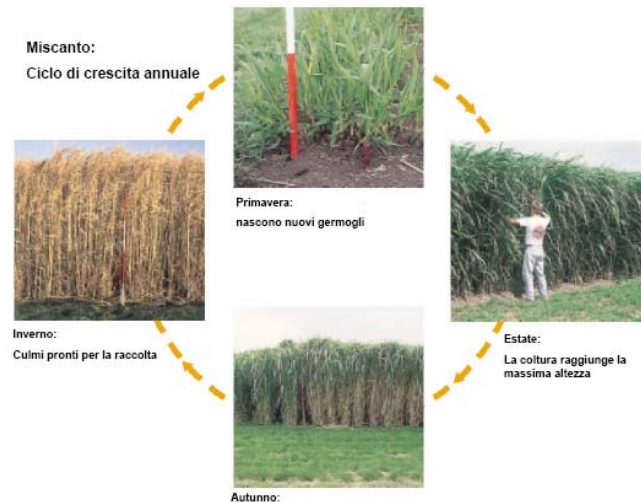 Miscanto:
Ciclo di crescita annuale
Primavera:
nascono nuovi germogli
Estate:
La coltura raggiunge la
massima altezza
Autunno:
Inverno:
Culmi pronti per la raccolta